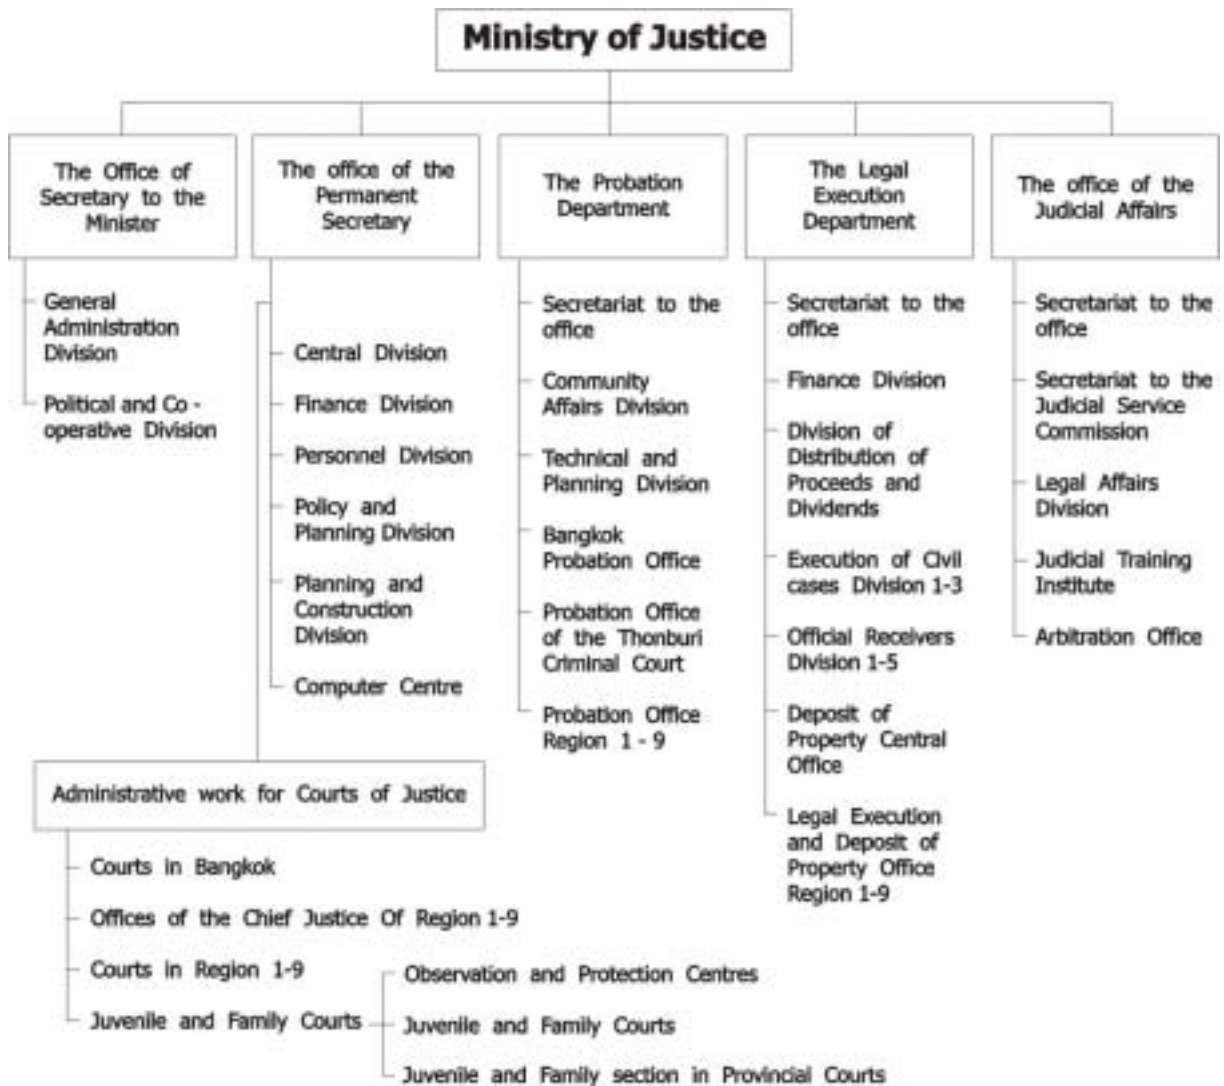 Ministry of Justice
The Office of
Secretary to the
Minister
General
Administration
Division
Political and Co -
operative Division
The office of the
Permanent
Secretary
Central Division
Finance Division
Personnel Division
Policy and
Planning Division
Planning and
Construction
Division
Computer Centre
Administrative work for Courts of Justice
Courts in Bangkok
Offices of the Chief Justice Of Region 1-9
Courts in Region 1-9
Juvenile and Family Courts
Observation and Protection Centres
Juvenile and Family Courts
Juvenile and Family section in Provincial Courts
The Probation
Department
Secretariat to the
office
Community
Affairs Division
Technical and
Planning Division
Bangkok
Probation Office
Probation Office
of the Thonburi
Criminal Court
Probation Office
Region 1 - 9
The Legal
Execution
Department
Secretariat to the
office
Finance Division
Division of
Distribution of
Proceeds and
Dividends
Execution of Civil
cases Division 1-3
Official Receivers
Division 1-5
Deposit of
Property Central
Office
Legal Execution
and Deposit of
Property Office
Region 1-9
The office of the
Judicial Affairs
Secretariat to the
office
Secretariat to the
Judicial Service
Commission
Legal Affairs
Division
Judicial Training
Institute
Arbitration Office